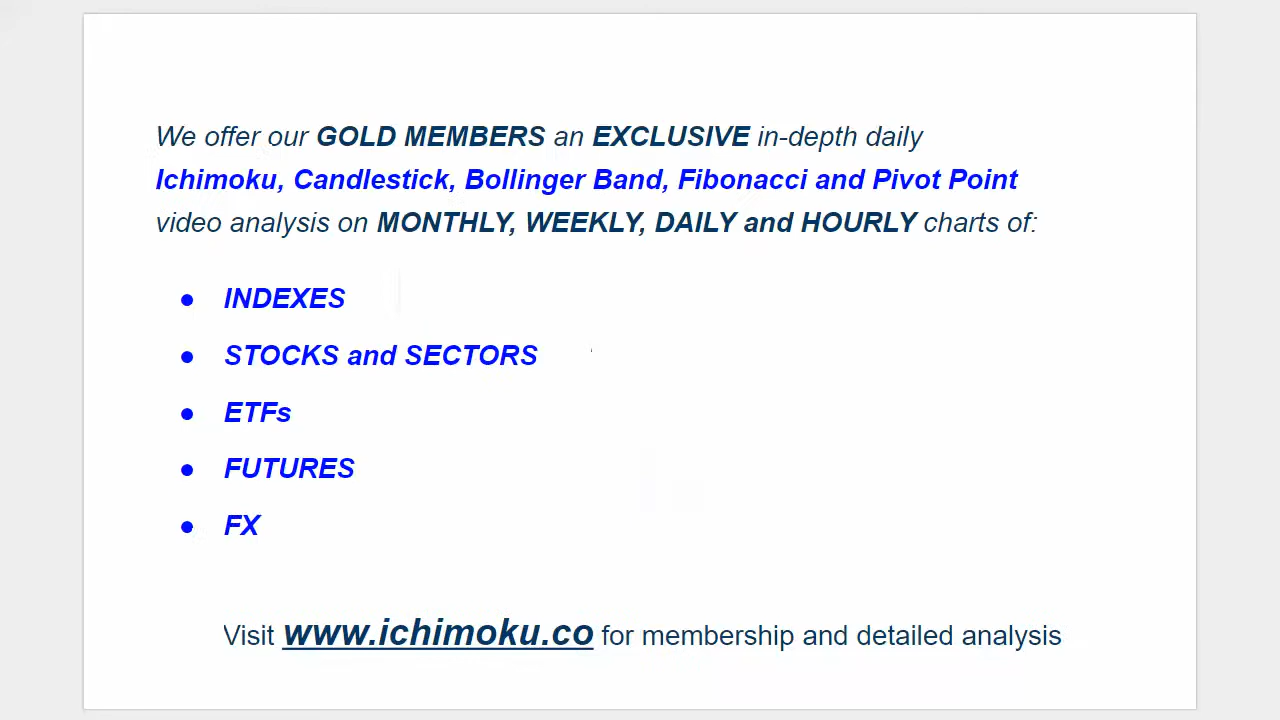 We offer our GOLD MEMBERS an EXCLUSIVE in-depth daily
Ichimoku, Candlestick, Bollinger Band, Fibonacci and Pivot Point
video analysis on MONTHLY, WEEKLY, DAILY and HOURLY charts of:
● INDEXES
● STOCKS and SECTORS
● ETFs
● FUTURES
● FX
Visit www.ichimoku.co for membership and detailed analysis